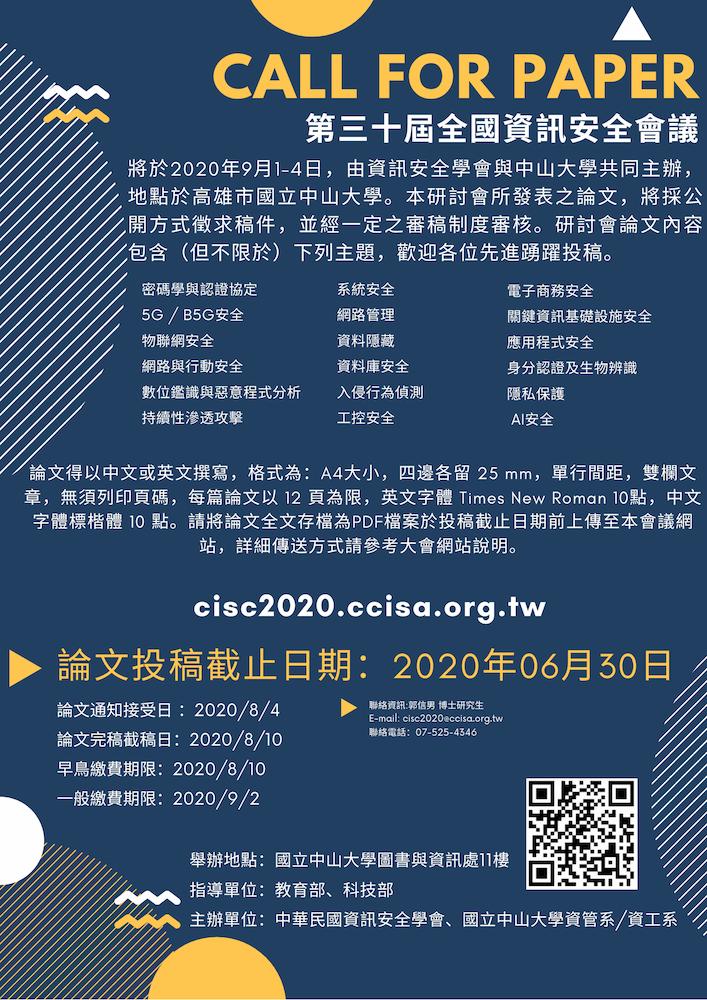 CALL FOR PAPER
第三十屆全國資訊安全會議
將於2020年9月1-4日，由資訊安全學會與中山大學共同主辦，
地點於高雄市國立中山大學。本研討會所發表之論文，將採公
開方式徵求稿件，並經一定之審稿制度審核。研討會論文內容
包含（但不限於）下列主題，歡迎各位先進踴躍投稿。
密碼學與認證協定
5G / B5G安全
物聯網安全
網路與行動安全
數位鑑識與惡意程式分析
持續性滲透攻擊
系統安全
網路管理
資料隱藏
資料庫安全
入侵行為偵測
工控安全
電子商務安全
關鍵資訊基礎設施安全
應用程式安全
身分認證及生物辨識
隱私保護
AI安全
論文得以中文或英文撰寫，格式為：A4大小，四邊各留 25 mm，單行間距，雙欄文
章，無須列印頁碼，每篇論文以 12 頁為限，英文字體 Times New Roman 10點，中文
字體標楷體 10 點。請將論文全文存檔為PDF檔案於投稿截止日期前上傳至本會議網
站，詳細傳送方式請參考大會網站說明。
cisc2020.ccisa.org.tw
論文投稿截止日期：2020年06月30日
論文通知接受日 ：2020/8/4
論文完稿截稿日：2020/8/10
早鳥繳費期限：2020/8/10
一般繳費期限：2020/9/2
聯絡資訊:郭信男 博士研究生
E-mail: cisc2020@ccisa.org.tw
聯絡電話：07-525-4346
舉辦地點：國立中山大學圖書與資訊處11樓
指導單位：教育部、科技部
主辦單位：中華民國資訊安全學會、國立中山大學資管系/資工系